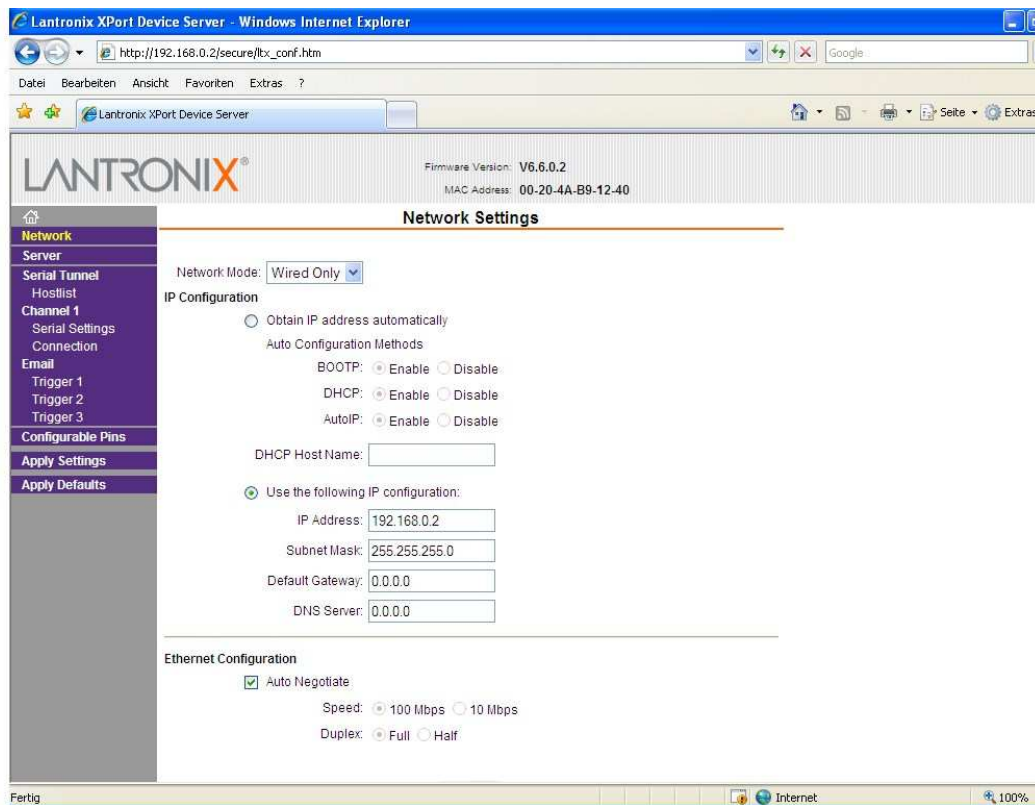 Lantronix XPort Device Server - Windows Internet Explorer
http://192.168.0.2/secure/ltx_conf.htm
Google
Datei Bearbeiten Ansicht Favoriten Extras ?
Lantronix XPort Device Server
Seite
Extras
LANTRONIX®
Firmware Version: V6.6.0.2
MAC Address: 00-20-4A-B9-12-40
Network
Server
Serial Tunnel
Hostlist
Channel 1
Serial Settings
Connection
Email
Trigger 1
Trigger 2
Trigger 3
Configurable Pins
Apply Settings
Apply Defaults
Network Settings
Network Mode: Wired Only
IP Configuration
Obtain IP address automatically
Auto Configuration Methods
BOOTP: Enable Disable
DHCP: Enable Disable
AutoIP: Enable Disable
DHCP Host Name:
Use the following IP configuration:
IP Address: 192.168.0.2
Subnet Mask: 255.255.255.0
Default Gateway: 0.0.0.0
DNS Server: 0.0.0.0
Ethernet Configuration
Auto Negotiate
Speed: 100 Mbps 10 Mbps
Duplex: Full Half
Fertig
Internet
100%